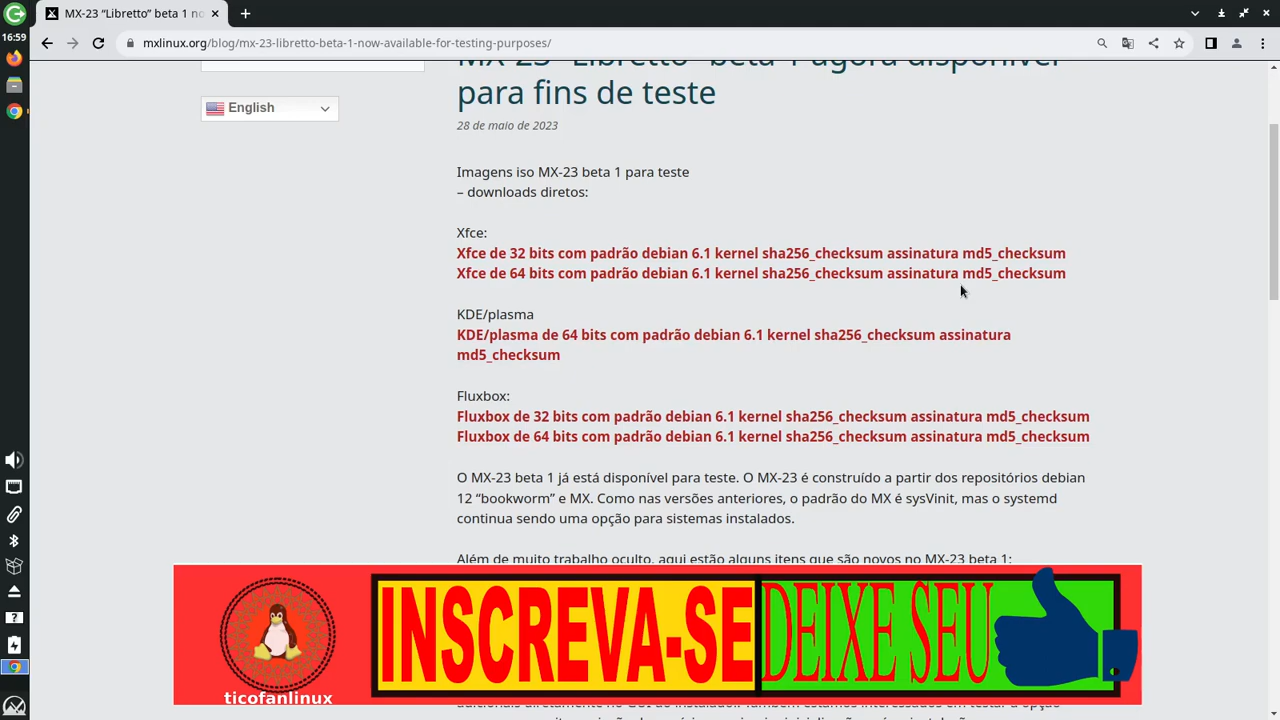 MX-23 “Libretto” beta 1 no
16:59
mxlinux.org/blog/mx-23-libretto-beta-1-now-available-for-testing-purposes/
MX-23 “Libretto” beta 1 agora disponível
para fins de teste
English
28 de maio de 2023
Imagens iso MX-23 beta 1 para teste
– downloads diretos:
Xfce:
Xfce de 32 bits com padrão debian 6.1 kernel sha256_checksum assinatura md5_checksum
Xfce de 64 bits com padrão debian 6.1 kernel sha256_checksum assinatura md5_checksum
KDE/plasma
KDE/plasma de 64 bits com padrão debian 6.1 kernel sha256_checksum assinatura
md5_checksum
Fluxbox:
Fluxbox de 32 bits com padrão debian 6.1 kernel sha256_checksum assinatura md5_checksum
Fluxbox de 64 bits com padrão debian 6.1 kernel sha256_checksum assinatura md5_checksum
O MX-23 beta 1 já está disponível para teste. O MX-23 é construído a partir dos repositórios debian
12 “bookworm” e MX. Como nas versões anteriores, o padrão do MX é sysVinit, mas o systemd
continua sendo uma opção para sistemas instalados.
Além de muito trabalho oculto, aqui estão alguns itens que são novos no MX-23 beta 1:
INSCREVA-SE DEIXE SEU
ticofanlinux